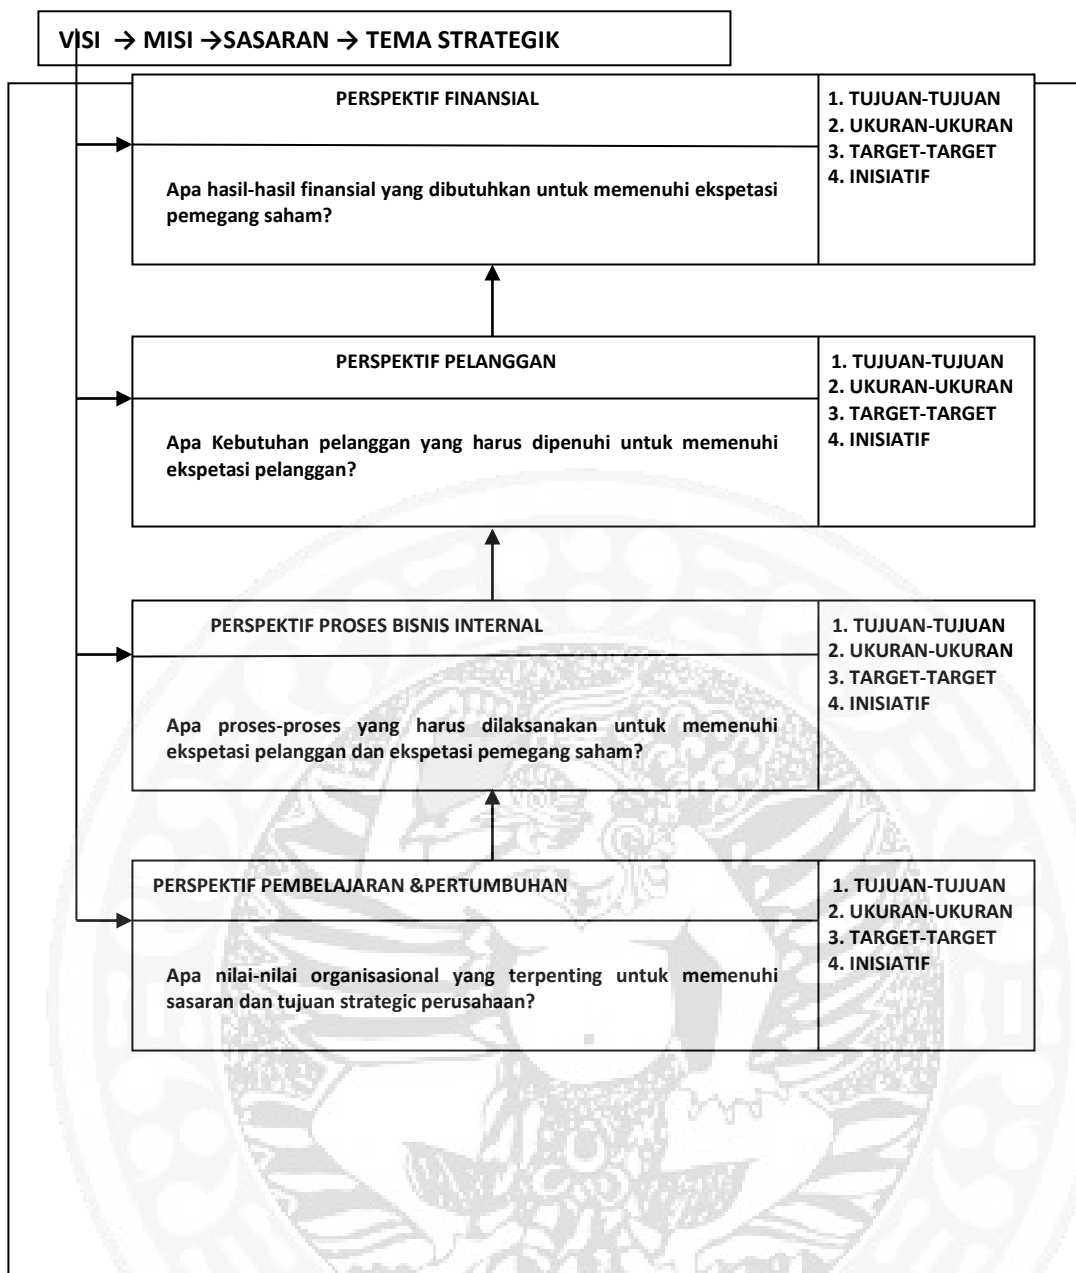 VISI → MISI →SASARAN → TEMA STRATEGIK
PERSPEKTIF FINANSIAL
Apa hasil-hasil finansial yang dibutuhkan untuk memenuhi ekspetasi
pemegang saham?
1. TUJUAN-TUJUAN
2. UKURAN-UKURAN
3. TARGET-TARGET
4. INISIATIF
PERSPEKTIF PELANGGAN
Apa Kebutuhan pelanggan yang harus dipenuhi untuk memenuhi
ekspetasi pelanggan?
1. TUJUAN-TUJUAN
2. UKURAN-UKURAN
3. TARGET-TARGET
4. INISIATIF
PERSPEKTIF PROSES BISNIS INTERNAL
Apa proses-proses yang harus dilaksanakan untuk memenuhi
ekspetasi pelanggan dan ekspetasi pemegang saham?
1. TUJUAN-TUJUAN
2. UKURAN-UKURAN
3. TARGET-TARGET
4. INISIATIF
PERSPEKTIF PEMBELAJARAN &PERTUMBUHAN
Apa nilai-nilai organisasional yang terpenting untuk memenuhi
sasaran dan tujuan strategic perusahaan?
1. TUJUAN-TUJUAN
2. UKURAN-UKURAN
3. TARGET-TARGET
4. INISIATIF